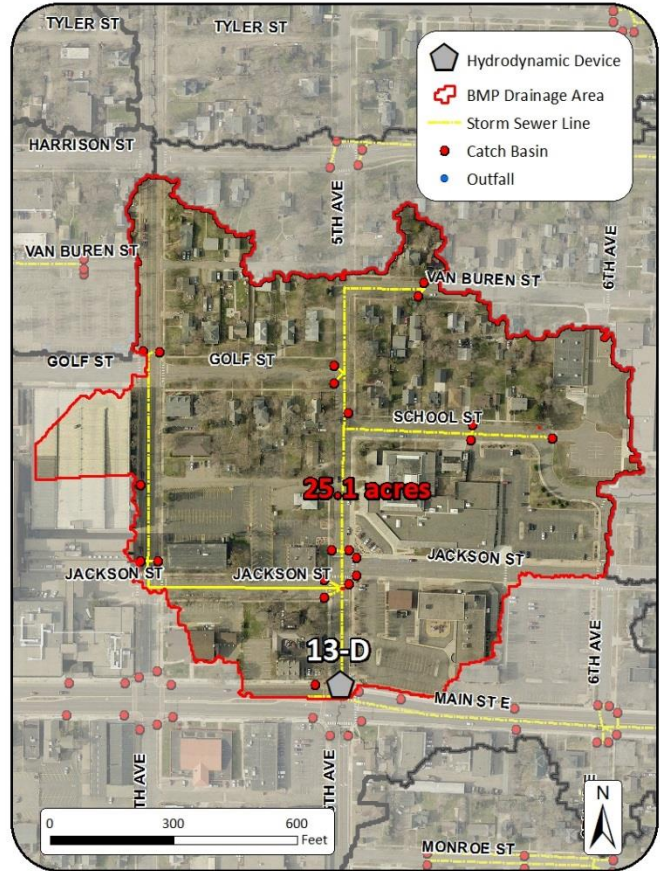 TYLER ST
TYLER ST
Hydrodynamic Device
BMP Drainage Area
Storm Sewer Line
Catch Basin
Outfall
HARRISON ST
5TH AVE
6TH AVE
VAN BUREN ST
VAN BUREN ST
GOLF ST
GOLF ST
SCHOOL ST
25.1 acres
JACKSON ST
JACKSON ST
JACKSON ST
13-D
6TH AVE
MAIN ST E
TH AVE
TH AVE
N
0
300
600
Feet
MONROE ST